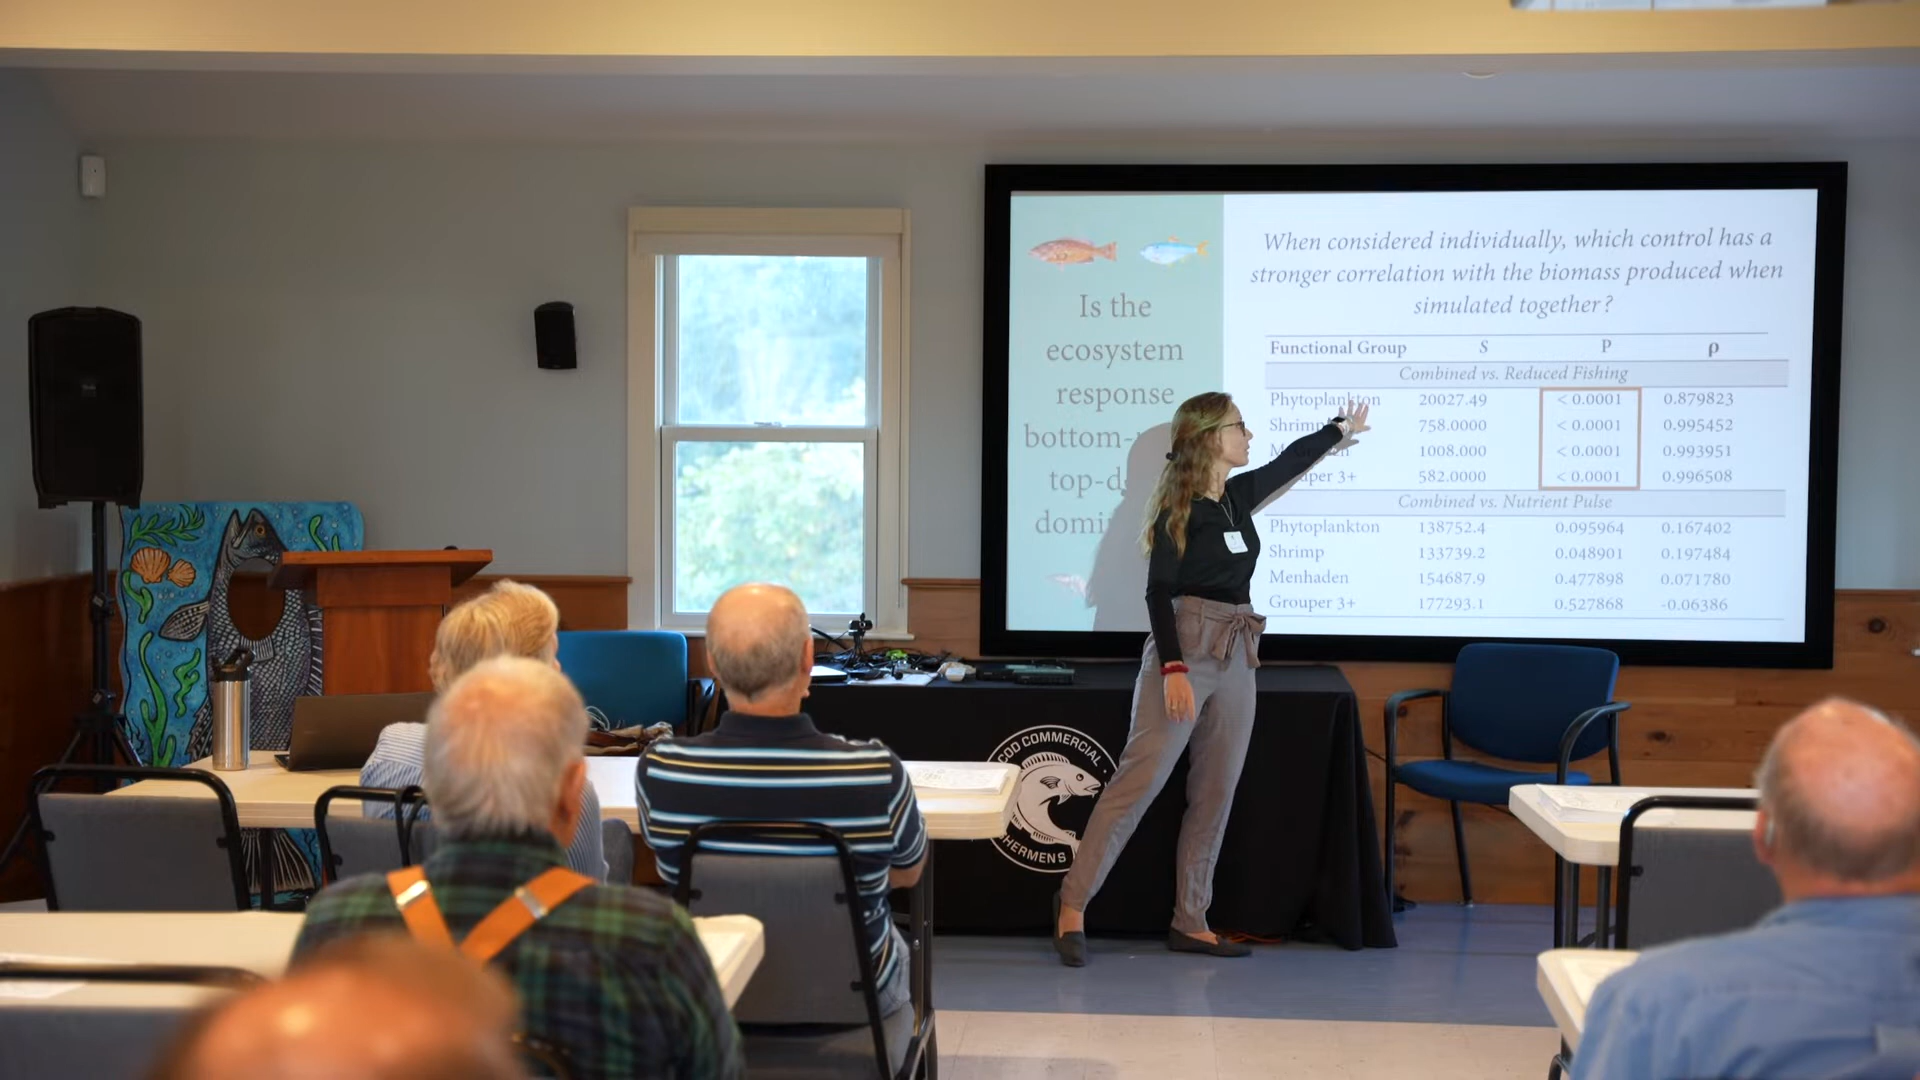 Is the
ecosystem
response
When considered individually, which control has a
stronger correlation with the biomass produced when
simulated together?
Functional Group S P ρ
Combined vs. Reduced Fishing
Phytoplankton 20027.49 < 0.0001 0.879823
758.0000 < 0.0001 0.995452
1008.000 < 0.0001 0.993951
3+ 582.0000 < 0.0001 0.996508
Combined vs. Nutrient Pulse
Phytoplankton 138752.4 0.095964 0.167402
Shrimp 133739.2 0.048901 0.197484
Menhaden 154687.9 0.477898 0.071780
Grouper 3+ 177293.1 0.527868 -0.06386
COMMERCIAL